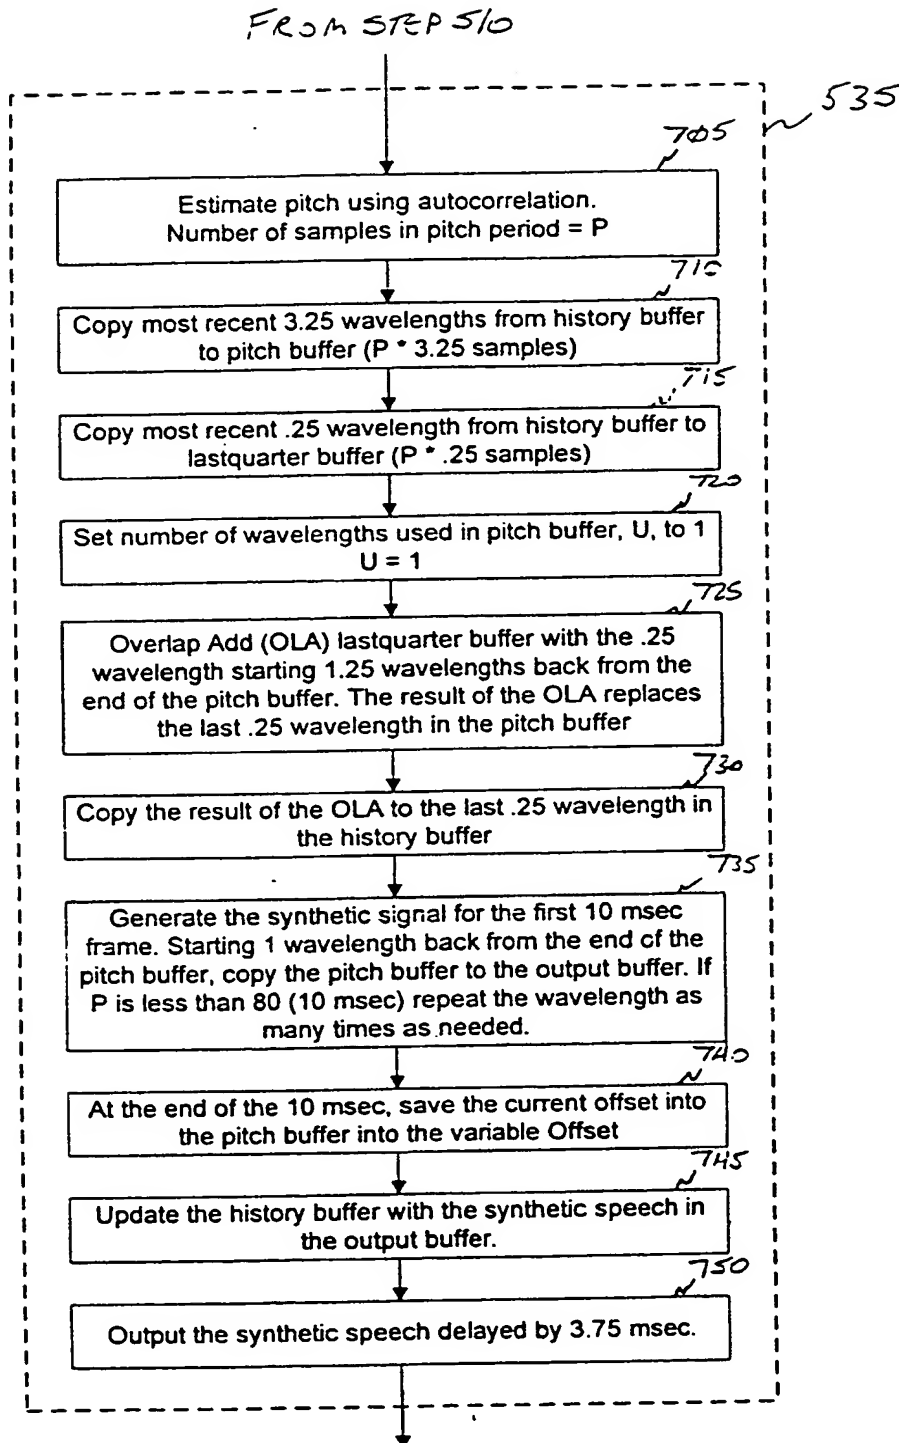 FROM STEP 510
535
705
Estimate pitch using autocorrelation.
Number of samples in pitch period = P
710
Copy most recent 3.25 wavelengths from history buffer
to pitch buffer (P * 3.25 samples)
715
Copy most recent .25 wavelength from history buffer to
lastquarter buffer (P * .25 samples)
720
Set number of wavelengths used in pitch buffer, U, to 1
U = 1
725
Overlap Add (OLA) lastquarter buffer with the .25
wavelength starting 1.25 wavelengths back from the
end of the pitch buffer. The result of the OLA replaces
the last .25 wavelength in the pitch buffer
730
Copy the result of the OLA to the last .25 wavelength in
the history buffer
735
Generate the synthetic signal for the first 10 msec
frame. Starting 1 wavelength back from the end of the
pitch buffer, copy the pitch buffer to the output buffer. If
P is less than 80 (10 msec) repeat the wavelength as
many times as needed.
740
At the end of the 10 msec, save the current offset into
the pitch buffer into the variable Offset
745
Update the history buffer with the synthetic speech in
the output buffer.
750
Output the synthetic speech delayed by 3.75 msec.